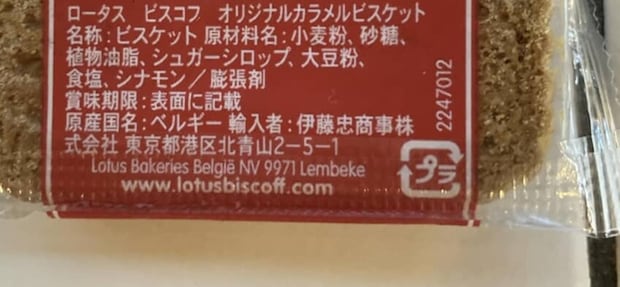 ロータス　ビスコフ　オリジナルカラメルビスケット
名称：ビスケット 原材料名：小麦粉、砂糖、
植物油脂、シュガーシロップ、大豆粉、
食塩、シナモン／膨張剤
賞味期限：表面に記載
原産国名：ベルギー 輸入者：伊藤忠商事株
式会社 東京都港区北青山2－5－1
Lotus Bakeries België NV 9971 Lembeke
www.lotusbiscoff.com
2247012
プラ